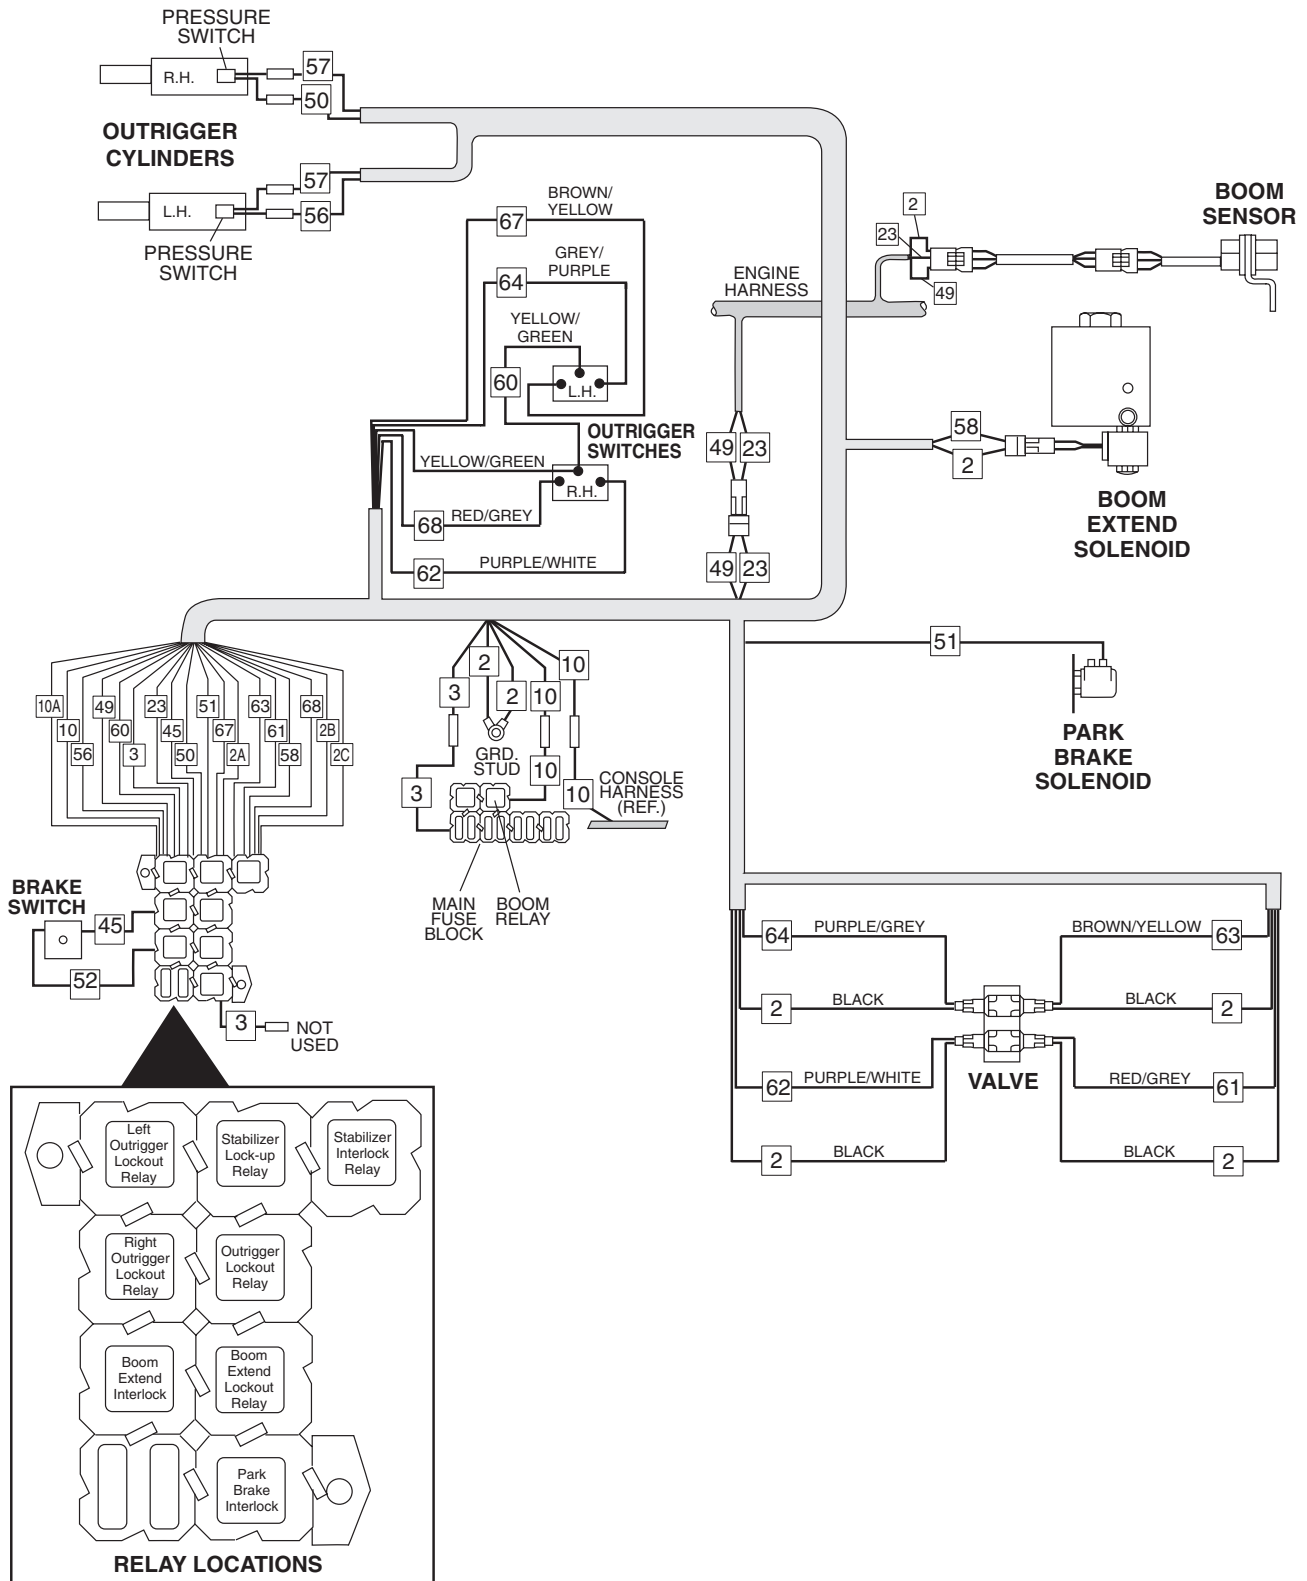 PRESSURE
SWITCH
R.H.
57
50
OUTRIGGER
CYLINDERS
L.H.
57
56
PRESSURE
SWITCH
67
BROWN/
YELLOW
64
GREY/
PURPLE
YELLOW/
GREEN
60
L.H.
OUTRIGGER
SWITCHES
YELLOW/GREEN
R.H.
68
RED/GREY
62
PURPLE/WHITE
ENGINE
HARNESS
2
23
49
BOOM
SENSOR
49
23
49
23
58
2
BOOM
EXTEND
SOLENOID
51
PARK
BRAKE
SOLENOID
10A
10
56
49
60
3
23
45
50
51
67
2A
63
61
58
68
2B
2C
3
2
2
10
10
GRD.
STUD
3
10
10
CONSOLE
HARNESS
(REF.)
MAIN
FUSE
BLOCK
BOOM
RELAY
BRAKE
SWITCH
45
52
3
NOT
USED
64
PURPLE/GREY
BROWN/YELLOW
63
2
BLACK
BLACK
2
62
PURPLE/WHITE
VALVE
RED/GREY
61
2
BLACK
BLACK
2
Left
Outrigger
Lockout
Relay
Stabilizer
Lock-up
Relay
Stabilizer
Interlock
Relay
Right
Outrigger
Lockout
Relay
Outrigger
Lockout
Relay
Boom
Extend
Interlock
Boom
Extend
Lockout
Relay
Park
Brake
Interlock
RELAY LOCATIONS